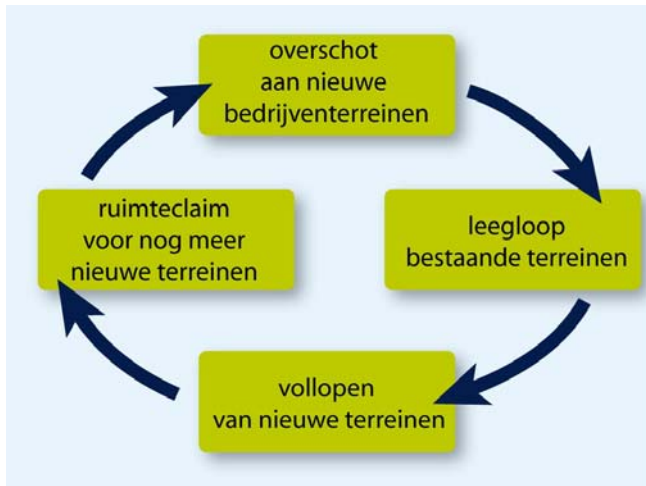 overschot
aan nieuwe
bedrijventerreinen
ruimteclaim
voor nog meer
nieuwe terreinen
leegloop
bestaande terreinen
vollopen
van nieuwe terreinen